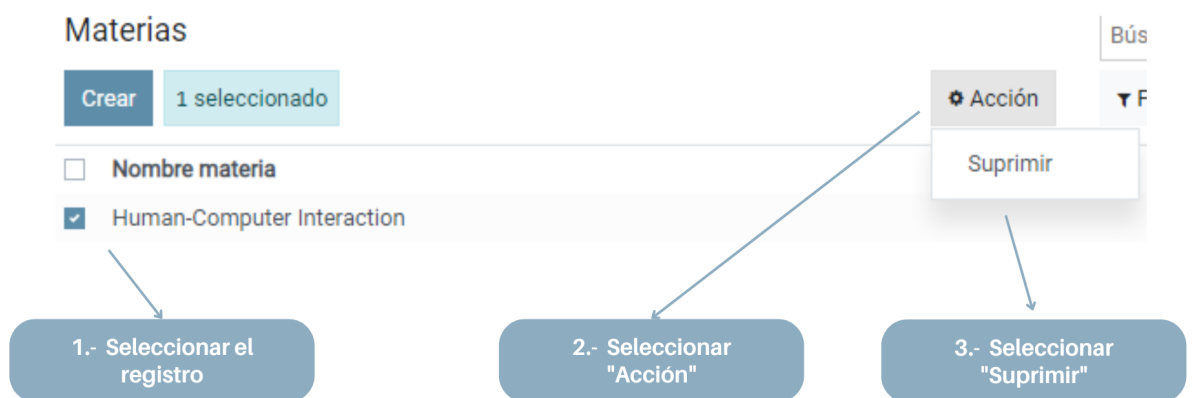 Materias
Bús
Crear
1 seleccionado
Acción
F
Nombre materia
Suprimir
Human-Computer Interaction
1.- Seleccionar el
registro
2.- Seleccionar
"Acción"
3.- Seleccionar
"Suprimir"